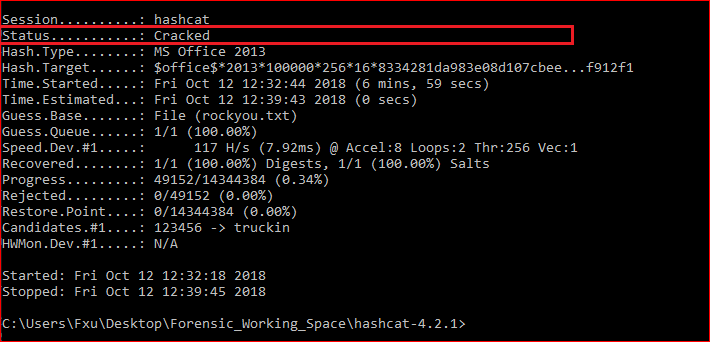 Session..........: hashcat
Status...........: Cracked
Hash.Type........: MS Office 2013
Hash.Target......: $office$*2013*100000*256*16*8334281da983e08d107cbee...f912f1
Time.Started.....: Fri Oct 12 12:32:44 2018 (6 mins, 59 secs)
Time.Estimated...: Fri Oct 12 12:39:43 2018 (0 secs)
Guess.Base.......: File (rockyou.txt)
Guess.Queue......: 1/1 (100.00%)
Speed.Dev.#1.....:      117 H/s (7.92ms) @ Accel:8 Loops:2 Thr:256 Vec:1
Recovered........: 1/1 (100.00%) Digests, 1/1 (100.00%) Salts
Progress.........: 49152/14344384 (0.34%)
Rejected.........: 0/49152 (0.00%)
Restore.Point....: 0/14344384 (0.00%)
Candidates.#1....: 123456 -> truckin
HWMon.Dev.#1.....: N/A
Started: Fri Oct 12 12:32:18 2018
Stopped: Fri Oct 12 12:39:45 2018
C:\Users\Fxu\Desktop\Forensic_Working_Space\hashcat-4.2.1>